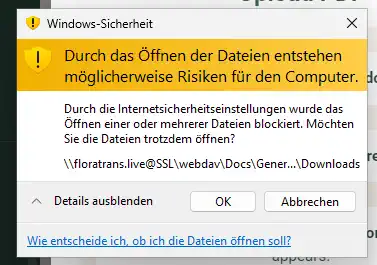 Upload PDF
Windows-Sicherheit
Durch das Öffnen der Dateien entstehen
möglicherweise Risiken für den Computer.
Durch die Internetsicherheitseinstellungen wurde das
Öffnen einer oder mehrerer Dateien blockiert. Möchten
Sie die Dateien trotzdem öffnen?
\\floratrans.live@SSL\webdav\Docs\Gener...\Downloads
Details ausblenden
OK
Abbrechen
Wie entscheide ich, ob ich die Dateien öffnen soll?
appears.